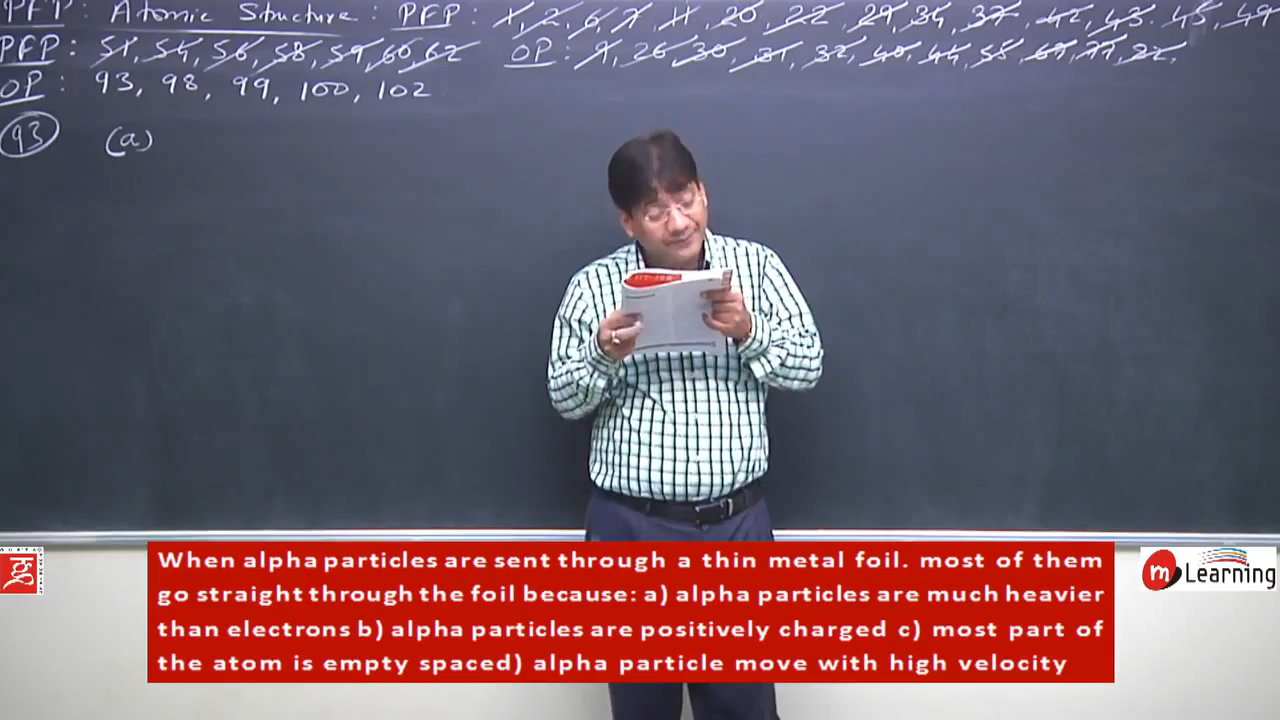 PFP: Atomic Structure: PFP: 1, 2, 6, 7, 11, 20, 22, 29, 34, 37, 42, 43, 45, 49
PFP: 51, 54, 56, 58, 59, 60, 62 OP: 9, 26, 30, 31, 32, 40, 44, 55, 67, 77, 82,
OP: 93, 98, 99, 100, 102
93 (a)
When alpha particles are sent through a thin metal foil. most of them
go straight through the foil because: a) alpha particles are much heavier
than electrons b) alpha particles are positively charged c) most part of
the atom is empty spaced) alpha particle move with high velocity
m Learning